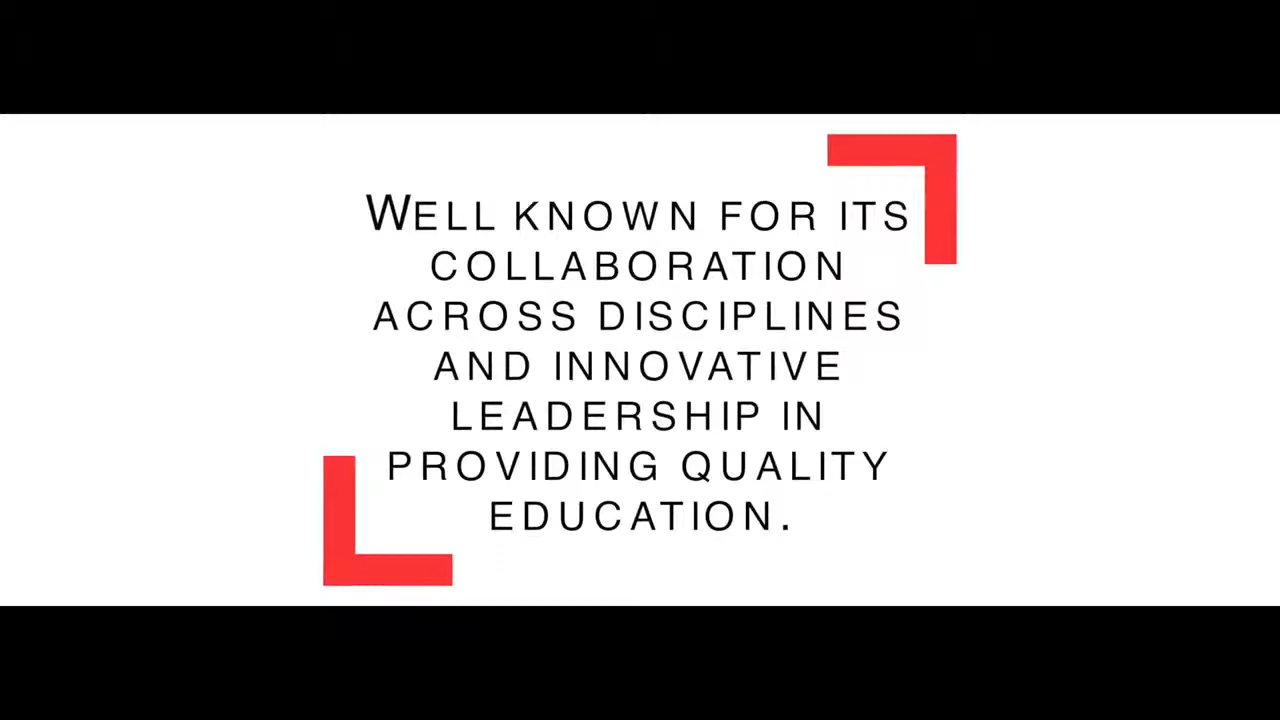 WELL KNOWN FOR ITS
COLLABORATION
ACROSS DISCIPLINES
AND INNOVATIVE
LEADERSHIP IN
PROVIDING QUALITY
EDUCATION.